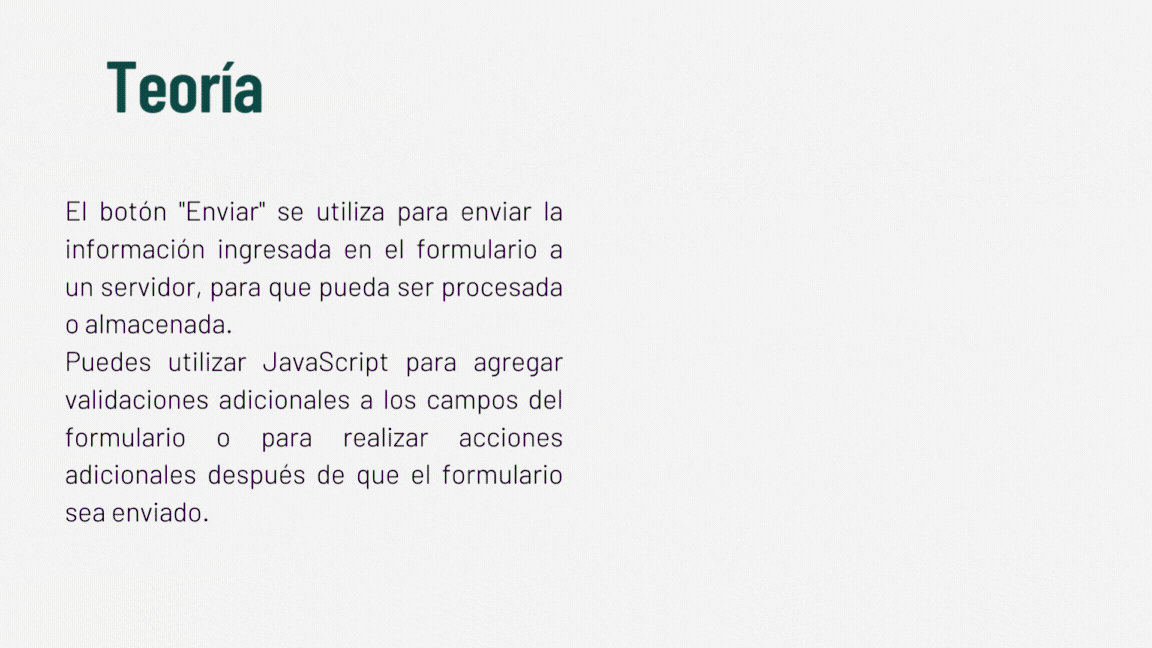 Teoría
El botón "Enviar" se utiliza para enviar la
información ingresada en el formulario a
un servidor, para que pueda ser procesada
o almacenada.
Puedes utilizar JavaScript para agregar
validaciones adicionales a los campos del
formulario o para realizar acciones
adicionales después de que el formulario
sea enviado.